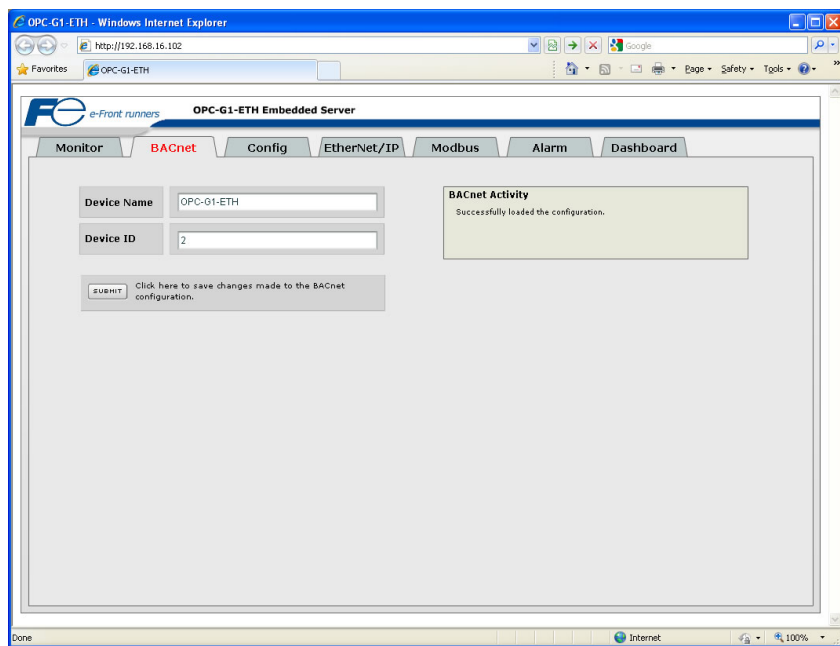 OPC-G1-ETH - Windows Internet Explorer
http://192.168.16.102
Google
Favorites
OPC-G1-ETH
Page
Safety
Tools
»
Fe e-Front runners
OPC-G1-ETH Embedded Server
Monitor
BACnet
Config
EtherNet/IP
Modbus
Alarm
Dashboard
Device Name
OPC-G1-ETH
Device ID
2
SUBMIT
Click here to save changes made to the BACnet
configuration.
BACnet Activity
Successfully loaded the configuration.
Done
Internet
100%